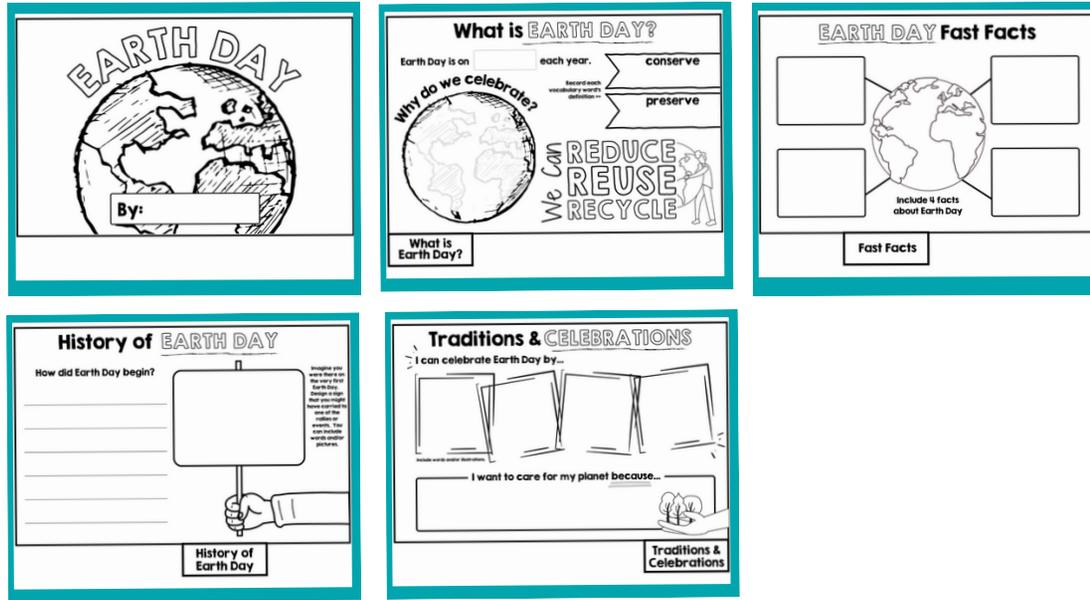 EARTH DAY
By:
What is EARTH DAY?
Earth Day is on
each year.
Why do we celebrate?
Record each
vocabulary word's
definition >>
conserve
preserve
We Can
REDUCE
REUSE
RECYCLE
What is
Earth Day?
EARTH DAY Fast Facts
Include 4 facts
about Earth Day
Fast Facts
History of EARTH DAY
How did Earth Day begin?
Imagine you
were there on
the very first
Earth Day.
Design a sign
that you might
have carried to
one of the
rallies or
events. You
can include
words and/or
pictures.
History of
Earth Day
Traditions & CELEBRATIONS
I can celebrate Earth Day by...
Include words and/or illustrations.
I want to care for my planet because...
Traditions &
Celebrations